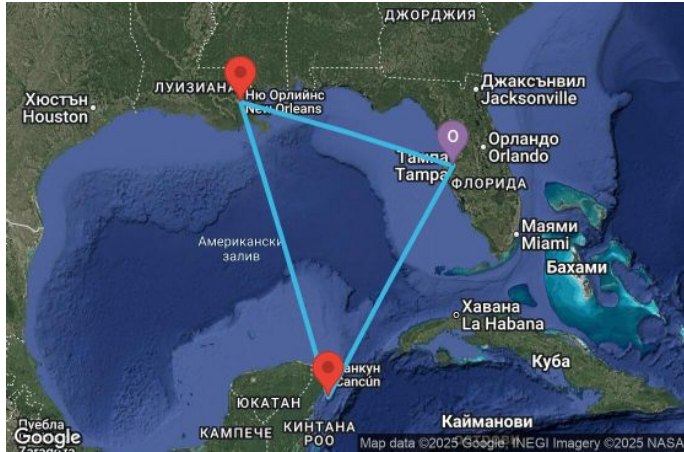 ДЖОРДЖИЯ
ЛУИЗИАНА
Ню Орлийнс
New Orleans
Джаксънвил
Jacksonville
Хюстън
Houston
O
Орландо
Orlando
Тампа
Tampa
ФЛОРИДА
Маями
Miami
Американски
залив
Бахами
Хавана
La Habana
Куба
анкун
Cancún
ЮКАТАН
КАМПЕЧЕ
КИНТАНА
РОО
Кайманови
Пуебла
Zaragoza
Google
Map data ©2025 Google, INEGI Imagery ©2025 NASA